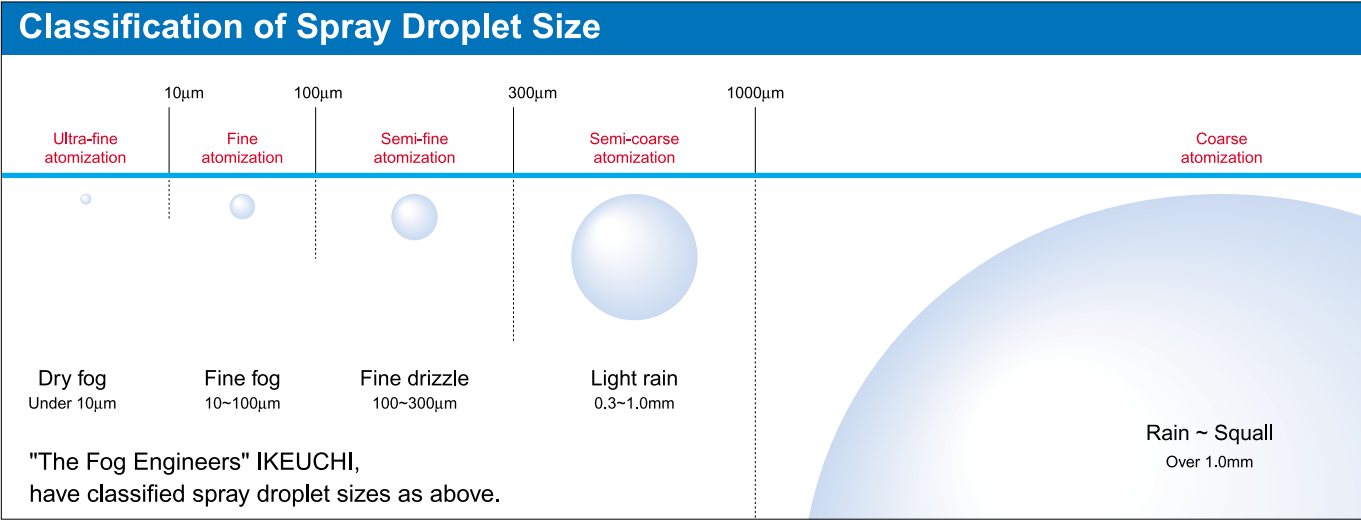 Classification of Spray Droplet Size
10μm
100μm
300μm
1000μm
Ultra-fine
atomization
Fine
atomization
Semi-fine
atomization
Semi-coarse
atomization
Coarse
atomization
Dry fog
Under 10μm
Fine fog
10~100μm
Fine drizzle
100~300μm
Light rain
0.3~1.0mm
Rain ~ Squall
Over 1.0mm
"The Fog Engineers" IKEUCHI,
have classified spray droplet sizes as above.